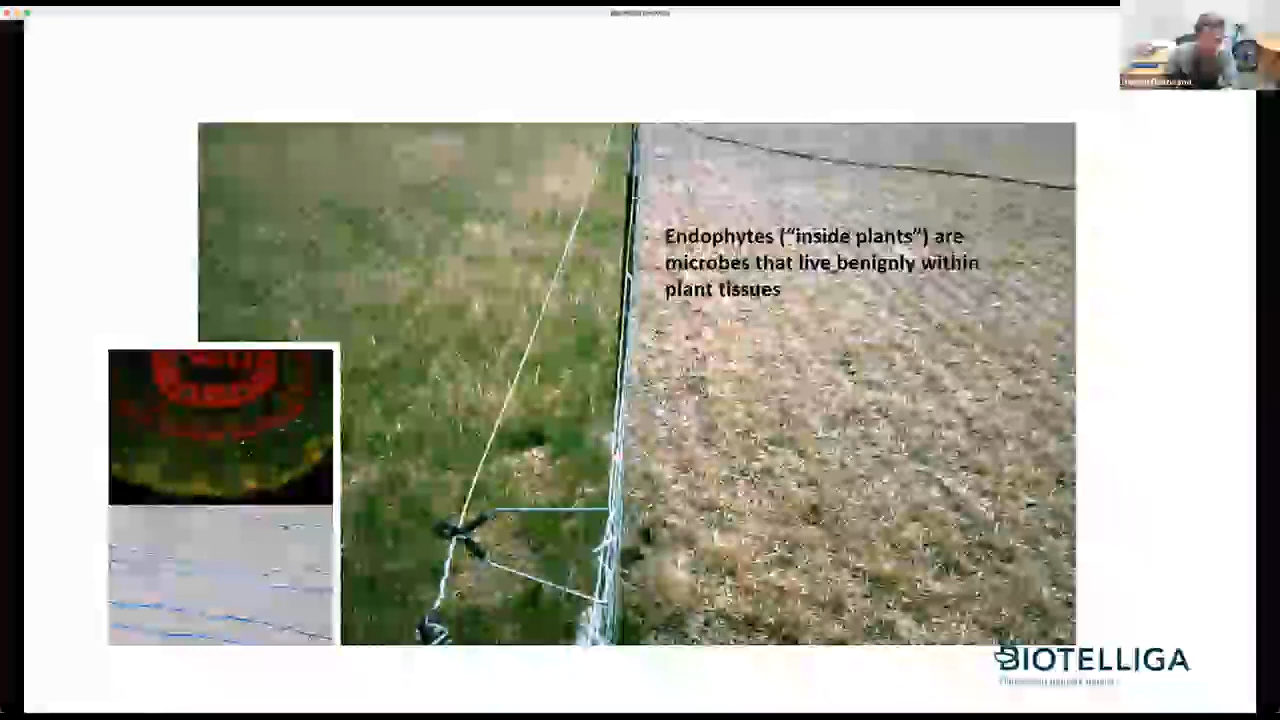 Endophytes (“inside plants”) are
microbes that live benignly within
plant tissues
BIOTELLIGA